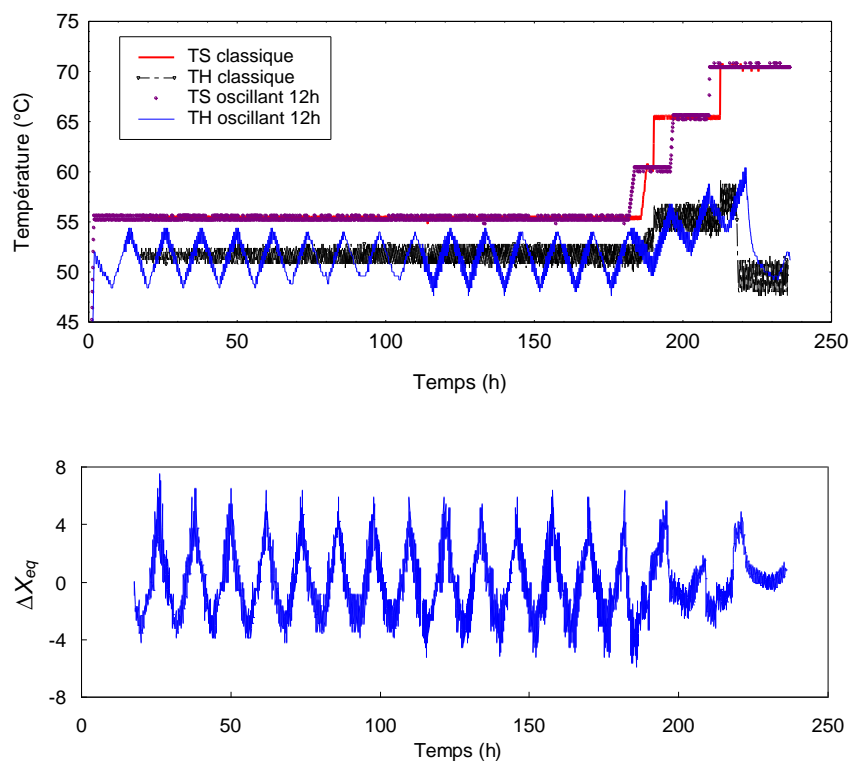 75
70
65
60
55
50
45
Température (°C)
TS classique
TH classique
TS oscillant 12h
TH oscillant 12h
0 50 100 150 200 250
Temps (h)
8
4
0
-4
-8
ΔXeq
0 50 100 150 200 250
Temps (h)